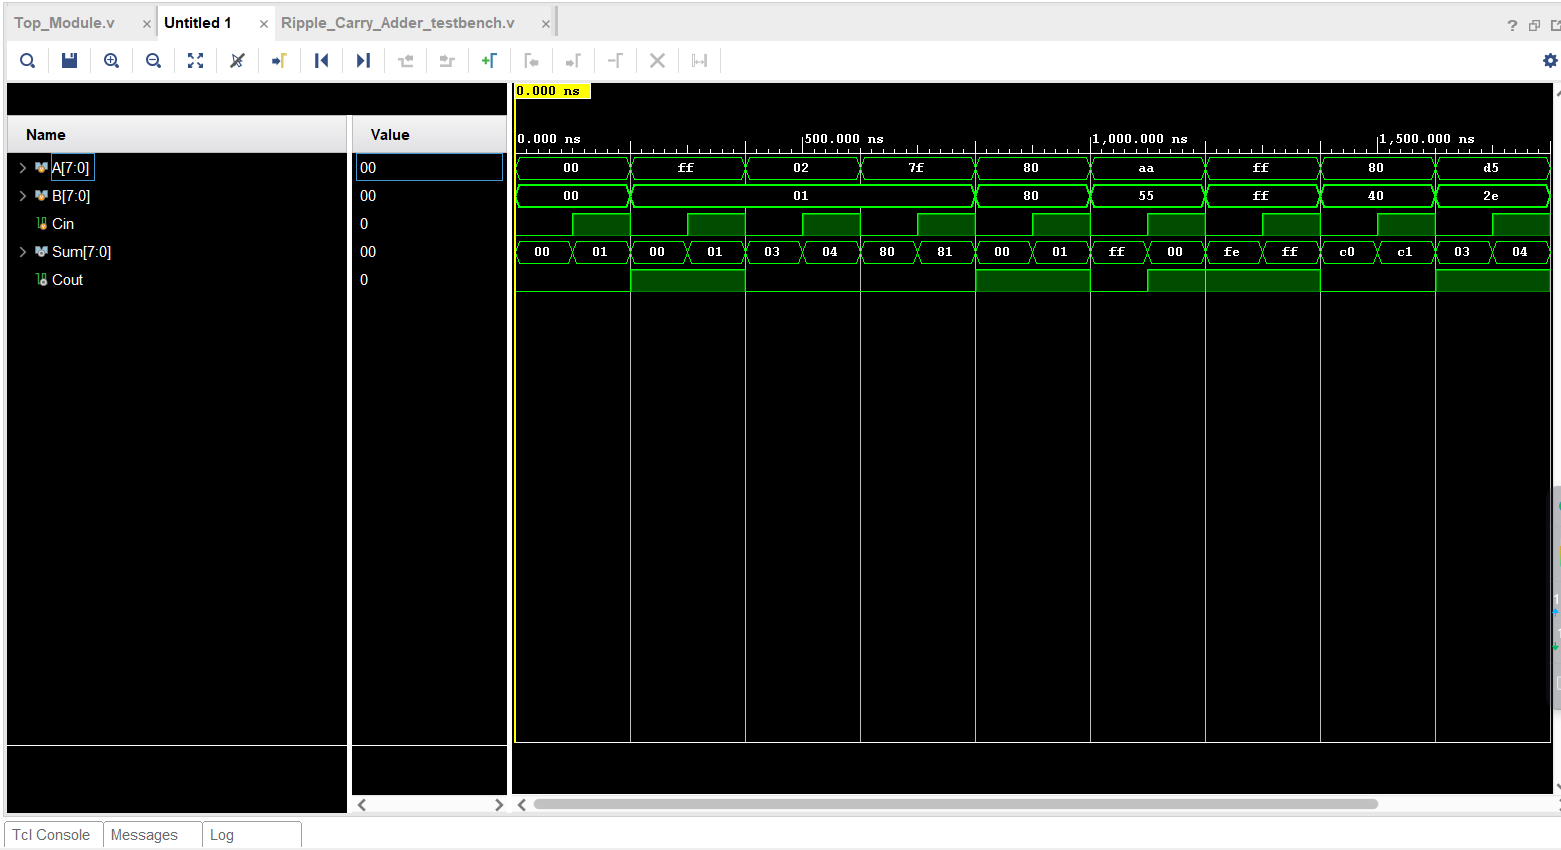 Top_Module.v × Untitled 1 × Ripple_Carry_Adder_testbench.v ×
?
0.000 ns
Name Value
0.000 ns 500.000 ns 1,000.000 ns 1,500.000 ns
A[7:0] 00 00 ff 02 7f 80 aa ff 80 d5
B[7:0] 00 00 01 80 55 ff 40 2e
Cin 0
Sum[7:0] 00 00 01 00 01 03 04 80 81 00 01 ff 00 fe ff c0 c1 03 04
Cout 0
Tcl Console Messages Log